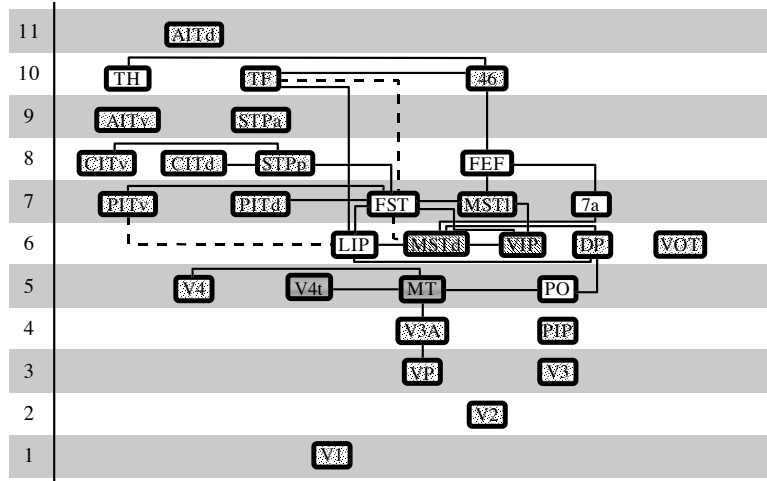 11 AITd
10 TH TF 46
9 AITv STPa
8 CITv CITd STPp FEF
7 PITv PITd FST MSTl 7a
6 LIP MSTd VIP DP VOT
5 V4 V4t MT PO
4 V3A PIP
3 VP V3
2 V2
1 V1